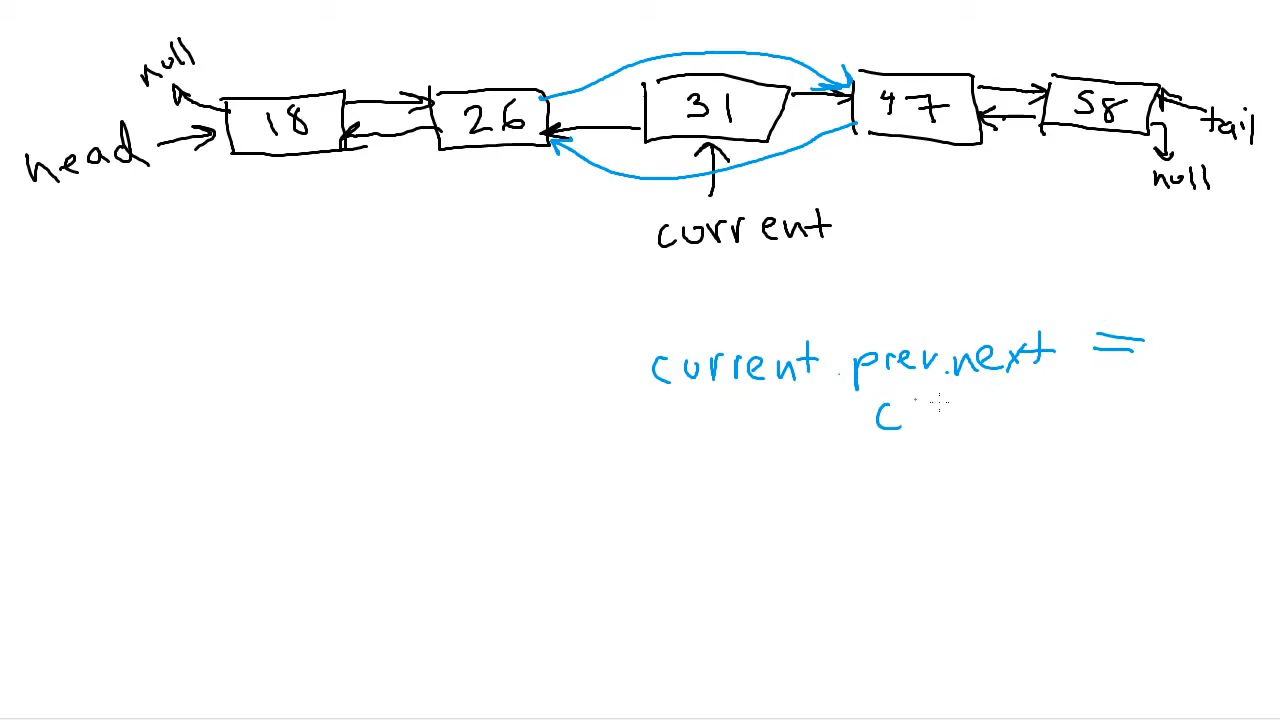 null
head
18
26
31
47
58
tail
null
current
current.prev.next =
c